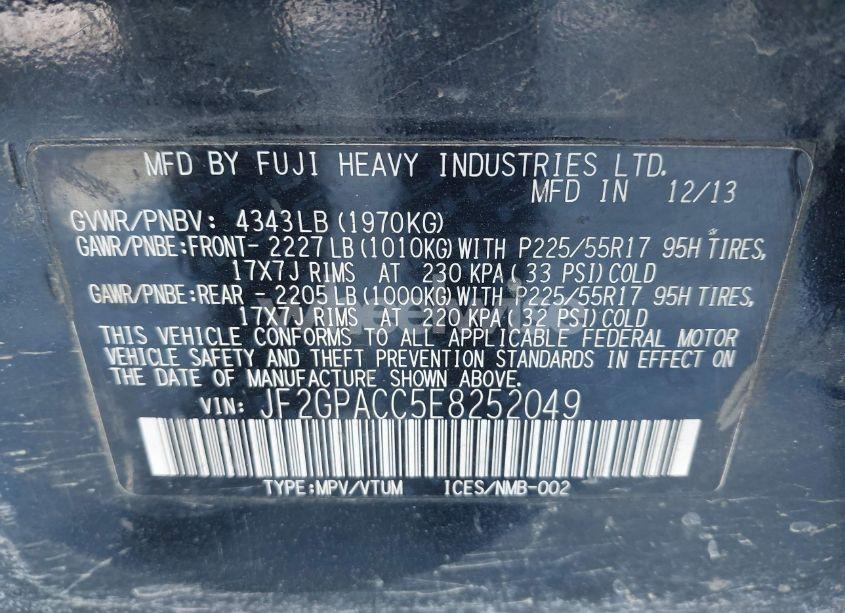 MFD BY FUJI HEAVY INDUSTRIES LTD.
MFD IN 12/13
GVWR/PNBV: 4343LB (1970KG)
GAWR/PNBE:FRONT- 2227 LB (1010KG) WITH P225/55R17 95H TIRES,
17X7J RIMS AT 230 KPA ( 33 PSI) COLD
GAWR/PNBE:REAR - 2205 LB (1000KG) WITH P225/55R17 95H TIRES,
17X7J RIMS AT 220 KPA ( 32 PSI) COLD
THIS VEHICLE CONFORMS TO ALL APPLICABLE FEDERAL MOTOR
VEHICLE SAFETY AND THEFT PREVENTION STANDARDS IN EFFECT ON
THE DATE OF MANUFACTURE SHOWN ABOVE.
VIN: JF2GPACC5E8252049
TYPE:MPV/VTUM ICES/NMB-002